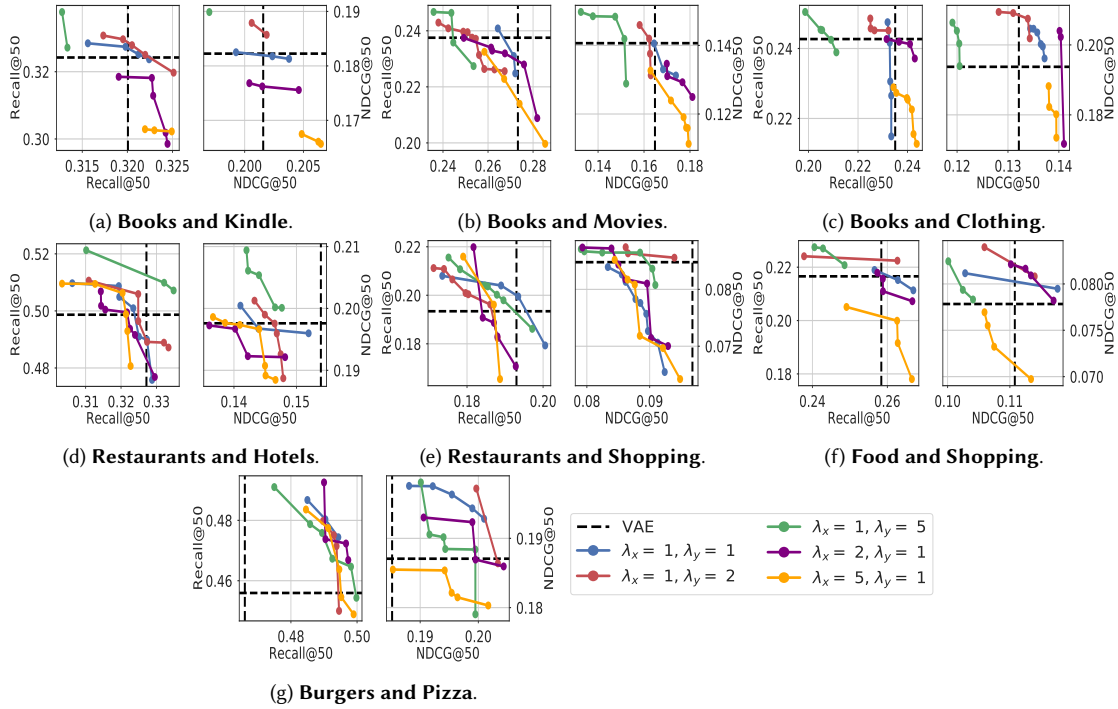 Recall@50
0.34
0.32
0.30
0.315
0.320
0.325
Recall@50
NDCG@50
0.19
0.18
0.17
0.200
0.205
NDCG@50
(a) Books and Kindle.
Recall@50
0.26
0.24
0.22
0.20
0.24
0.26
0.28
Recall@50
NDCG@50
0.14
0.12
0.14
0.16
0.18
NDCG@50
(b) Books and Movies.
Recall@50
0.24
0.22
0.20
0.22
0.24
Recall@50
NDCG@50
0.20
0.18
0.12
0.13
0.14
NDCG@50
(c) Books and Clothing.
Recall@50
0.52
0.50
0.48
0.31
0.32
0.33
Recall@50
NDCG@50
0.21
0.20
0.19
0.14
0.15
NDCG@50
(d) Restaurants and Hotels.
Recall@50
0.22
0.20
0.18
0.18
0.20
Recall@50
NDCG@50
0.080
0.070
0.08
0.09
NDCG@50
(e) Restaurants and Shopping.
Recall@50
0.22
0.20
0.18
0.24
0.26
Recall@50
NDCG@50
0.080
0.075
0.070
0.10
0.11
NDCG@50
(f) Food and Shopping.
Recall@50
0.48
0.46
0.48
0.50
Recall@50
NDCG@50
0.19
0.18
0.19
0.20
NDCG@50
(g) Burgers and Pizza.
VAE
λx = 1, λy = 1
λx = 1, λy = 2
λx = 1, λy = 5
λx = 2, λy = 1
λx = 5, λy = 1